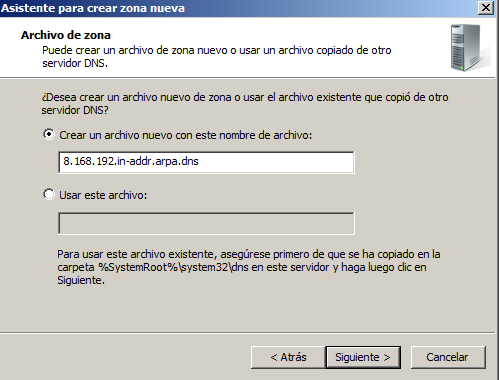 Asistente para crear zona nueva
Archivo de zona
Puede crear un archivo de zona nuevo o usar un archivo copiado de otro
servidor DNS.
¿Desea crear un archivo nuevo de zona o usar el archivo existente que copió de otro
servidor DNS?
Crear un archivo nuevo con este nombre de archivo:
8.168.192.in-addr.arpa.dns
Usar este archivo:
Para usar este archivo existente, asegúrese primero de que se ha copiado en la
carpeta %SystemRoot%\system32\dns en este servidor y haga luego clic en
Siguiente.
< Atrás Siguiente > Cancelar